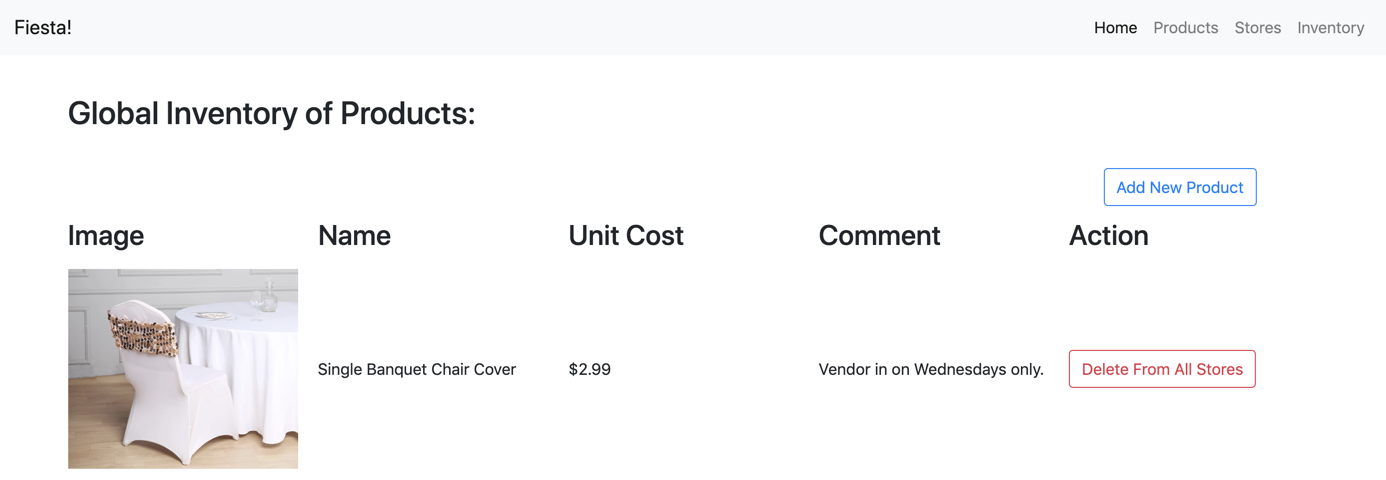 Fiesta! Home Products Stores Inventory
Global Inventory of Products:
Add New Product
Image Name Unit Cost Comment Action
Single Banquet Chair Cover $2.99 Vendor in on Wednesdays only. Delete From All Stores